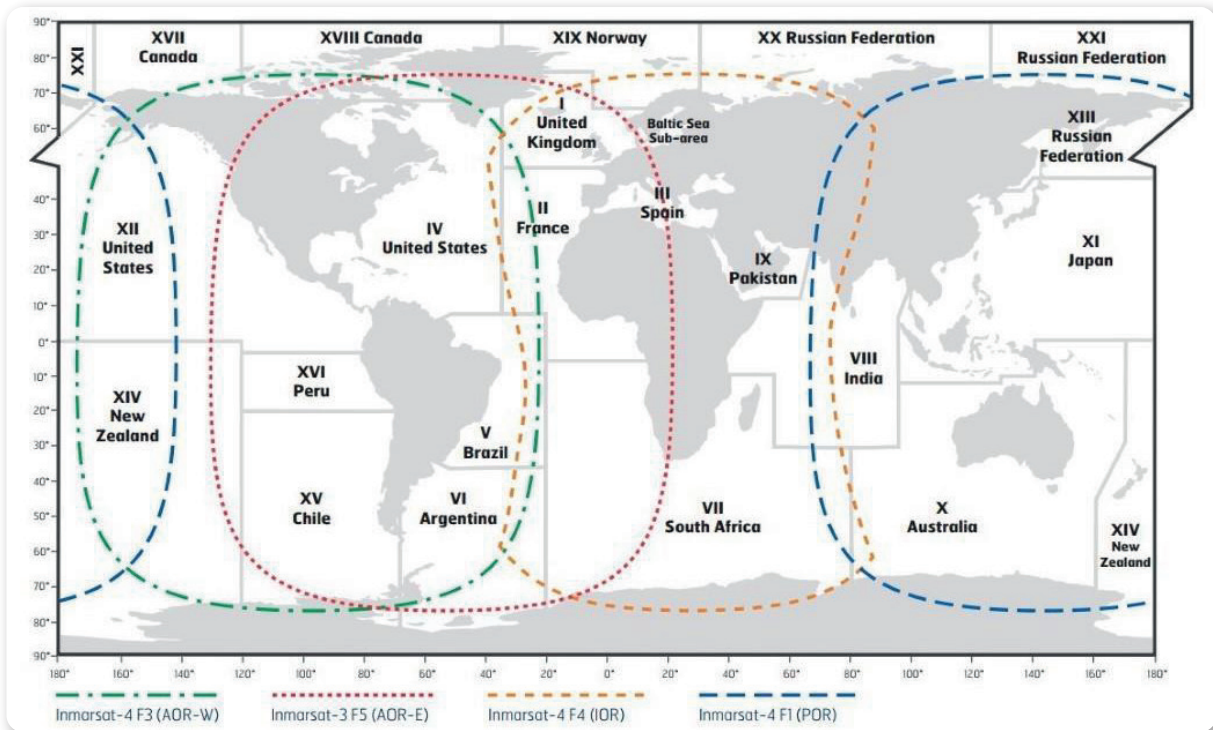 90°
80°
70°
60°
50°
40°
30°
20°
10°
0°
10°
20°
30°
40°
50°
60°
70°
80°
90°
XXI
XVII
Canada
XVIII Canada
XIX Norway
XX Russian Federation
XXI
Russian Federation
I
United
Kingdom
Baltic Sea
Sub-area
XIII
Russian
Federation
XII
United
States
IV
United States
II
France
III
Spain
IX
Pakistan
XI
Japan
XIV
New
Zealand
XVI
Peru
V
Brazil
VIII
India
XV
Chile
VI
Argentina
VII
South Africa
X
Australia
XIV
New
Zealand
180° 160° 140° 120° 100° 80° 60° 40° 20° 0° 20° 40° 60° 80° 100° 120° 140° 160° 180°
Inmarsat-4 F3 (AOR-W) Inmarsat-3 F5 (AOR-E) Inmarsat-4 F4 (IOR) Inmarsat-4 F1 (POR)